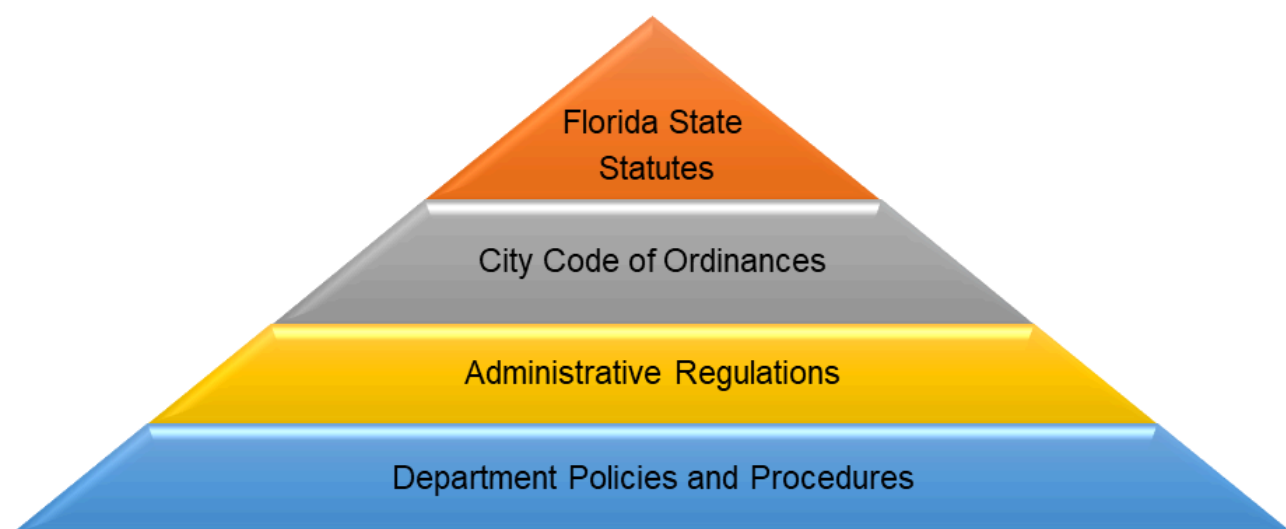 Florida State
Statutes
City Code of Ordinances
Administrative Regulations
Department Policies and Procedures